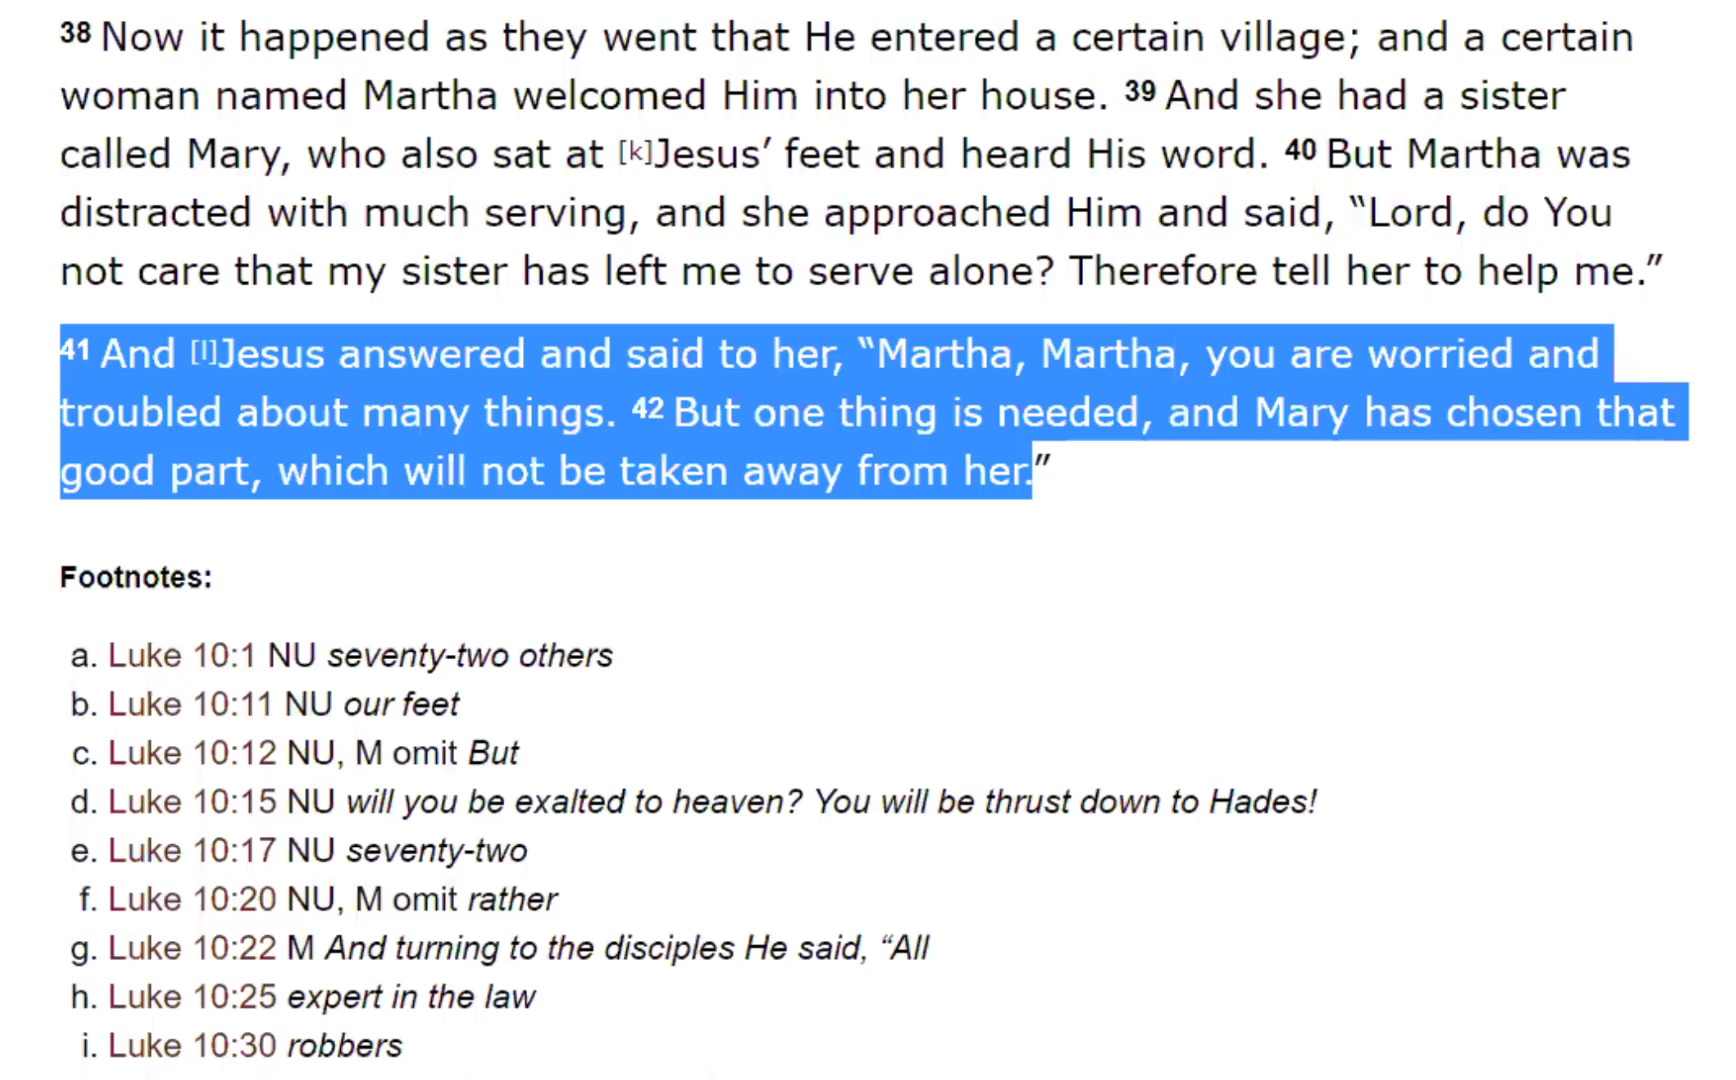 38 Now it happened as they went that He entered a certain village; and a certain
woman named Martha welcomed Him into her house. 39 And she had a sister
called Mary, who also sat at [k]Jesus’ feet and heard His word. 40 But Martha was
distracted with much serving, and she approached Him and said, “Lord, do You
not care that my sister has left me to serve alone? Therefore tell her to help me.”
41 And [l]Jesus answered and said to her, “Martha, Martha, you are worried and
troubled about many things. 42 But one thing is needed, and Mary has chosen that
good part, which will not be taken away from her.”
Footnotes:
a. Luke 10:1 NU seventy-two others
b. Luke 10:11 NU our feet
c. Luke 10:12 NU, M omit But
d. Luke 10:15 NU will you be exalted to heaven? You will be thrust down to Hades!
e. Luke 10:17 NU seventy-two
f. Luke 10:20 NU, M omit rather
g. Luke 10:22 M And turning to the disciples He said, “All
h. Luke 10:25 expert in the law
i. Luke 10:30 robbers